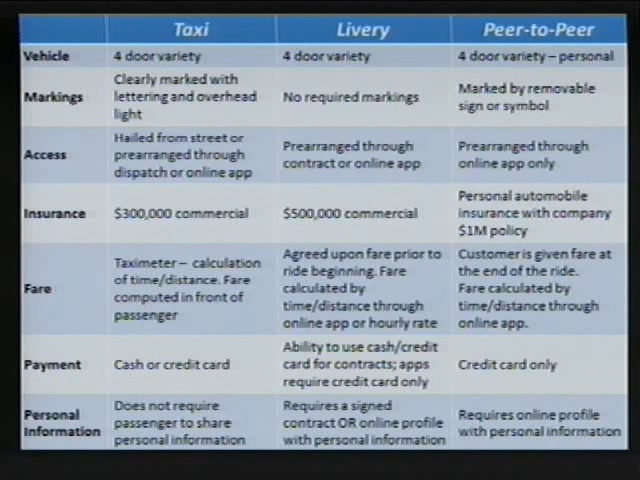 Taxi Livery Peer-to-Peer
Vehicle 4 door variety 4 door variety 4 door variety – personal
Markings
Clearly marked with
lettering and overhead
light
No required markings
Marked by removable
sign or symbol
Access
Hailed from street or
prearranged through
dispatch or online app
Prearranged through
contract or online app
Prearranged through
online app only
Insurance
$300,000 commercial
$500,000 commercial
Personal automobile
insurance with company
$1M policy
Fare
Taximeter – calculation
of time/distance. Fare
computed in front of
passenger
Agreed upon fare prior to
ride beginning. Fare
calculated by
time/distance through
online app or hourly rate
Customer is given fare at
the end of the ride.
Fare calculated by
time/distance through
online app.
Payment
Cash or credit card
Ability to use cash/credit
card for contracts; apps
require credit card only
Credit card only
Personal
Information
Does not require
passenger to share
personal information
Requires a signed
contract OR online profile
with personal information
Requires online profile
with personal information